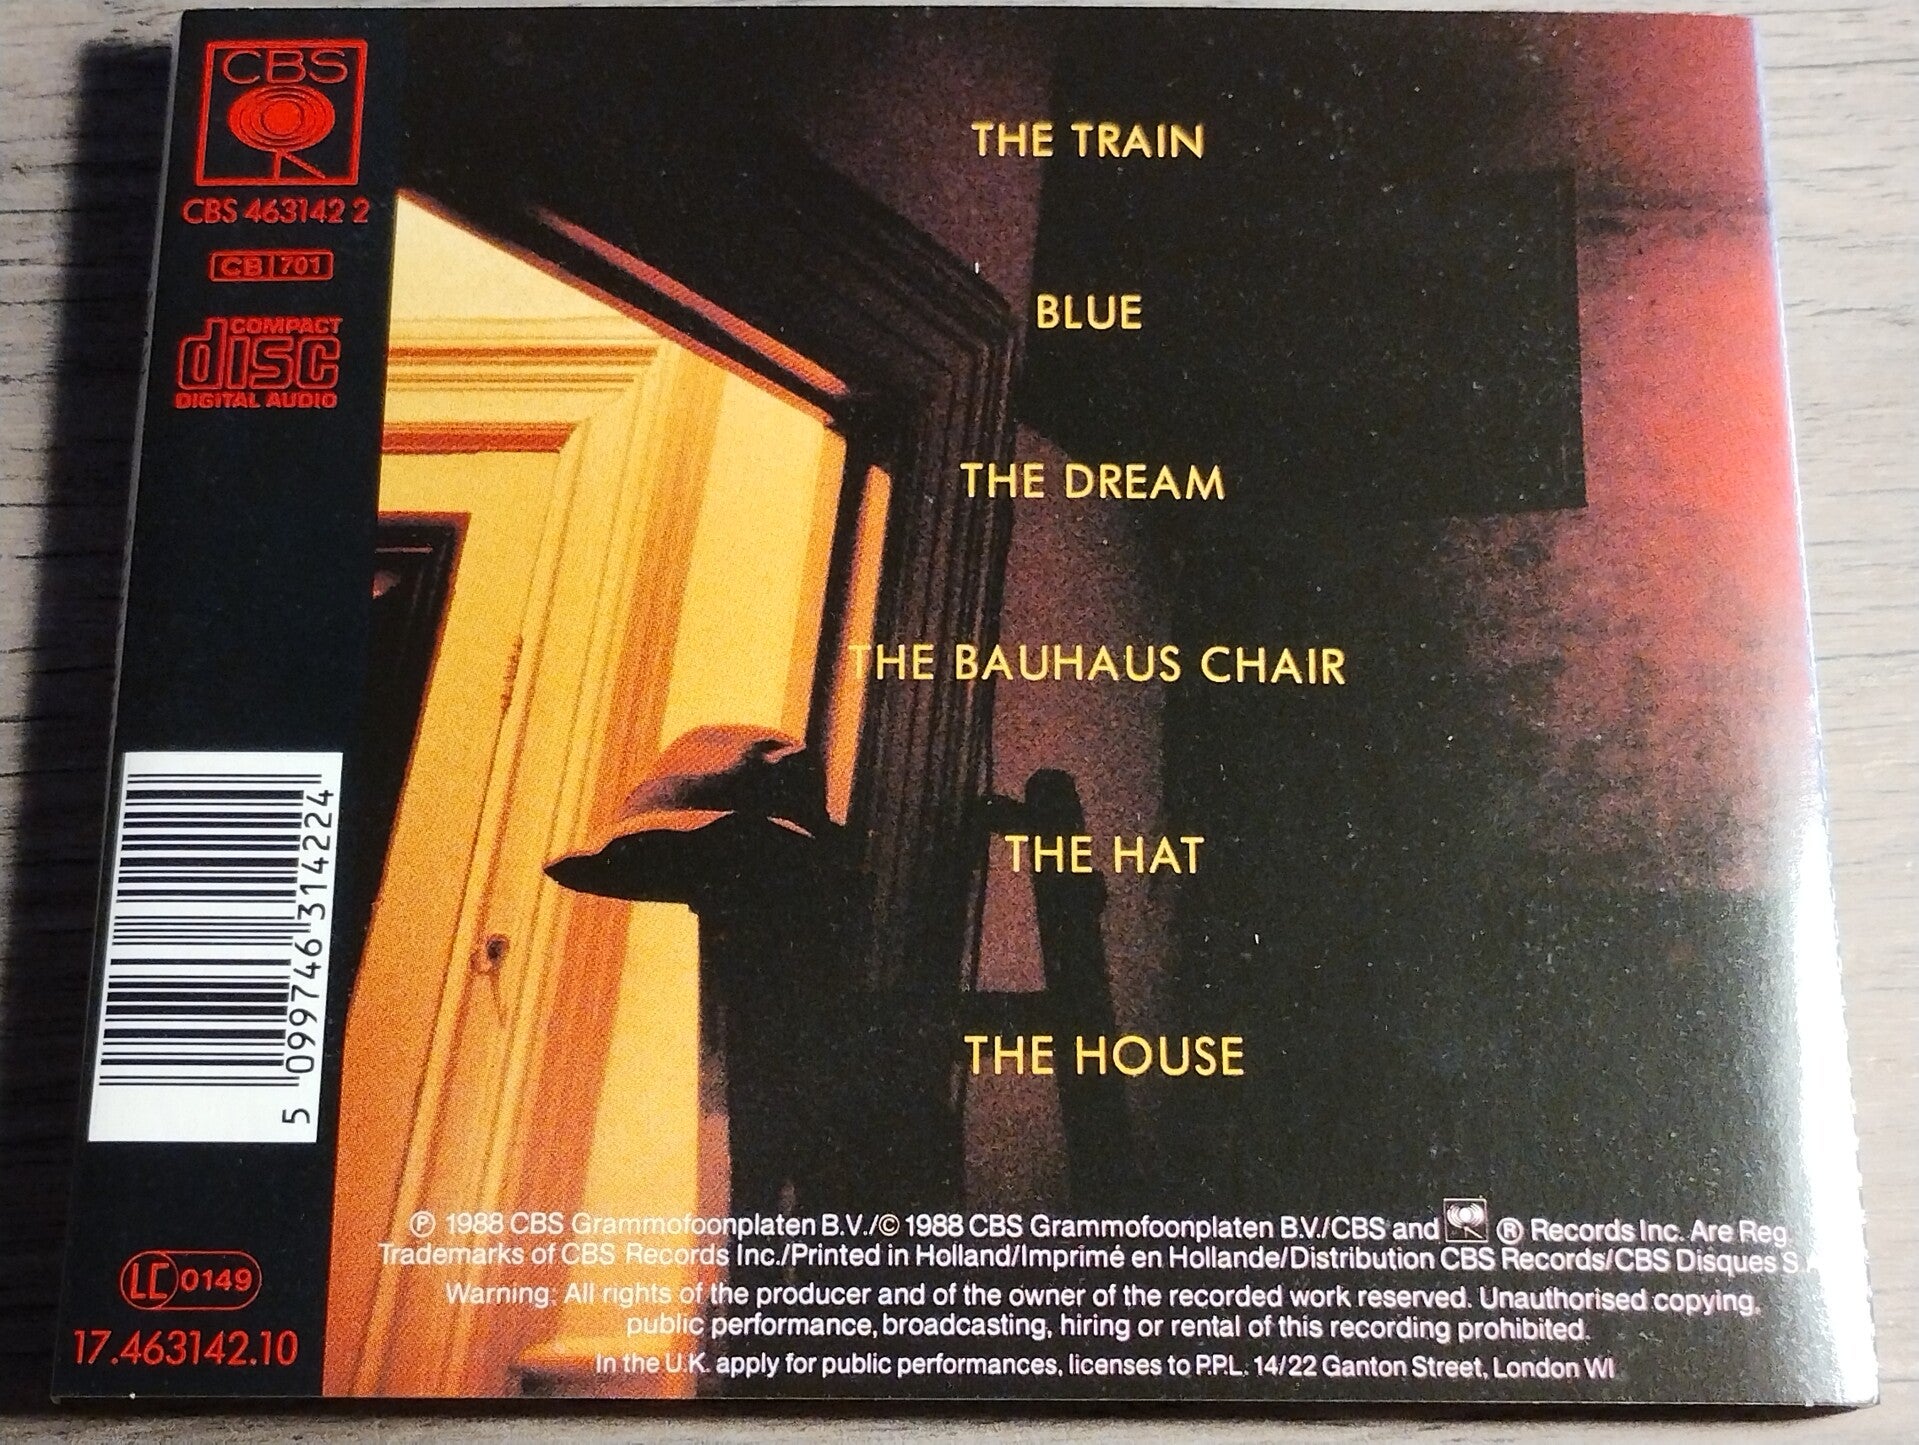 CBS
CBS 463142 2
CB 701
COMPACT
disc
DIGITAL AUDIO
5 099746 314224
LC 0149
17.463142.10
THE TRAIN
BLUE
THE DREAM
THE BAUHAUS CHAIR
THE HAT
THE HOUSE
℗ 1988 CBS Grammofoonplaten B.V./© 1988 CBS Grammofoonplaten B.V./CBS and ® Records Inc. Are Reg.
Trademarks of CBS Records Inc./Printed in Holland/Imprimé en Hollande/Distribution CBS Records/CBS Disques S.A
Warning: All rights of the producer and of the owner of the recorded work reserved. Unauthorised copying,
public performance, broadcasting, hiring or rental of this recording prohibited.
In the U.K. apply for public performances, licenses to P.P.L. 14/22 Ganton Street, London W1